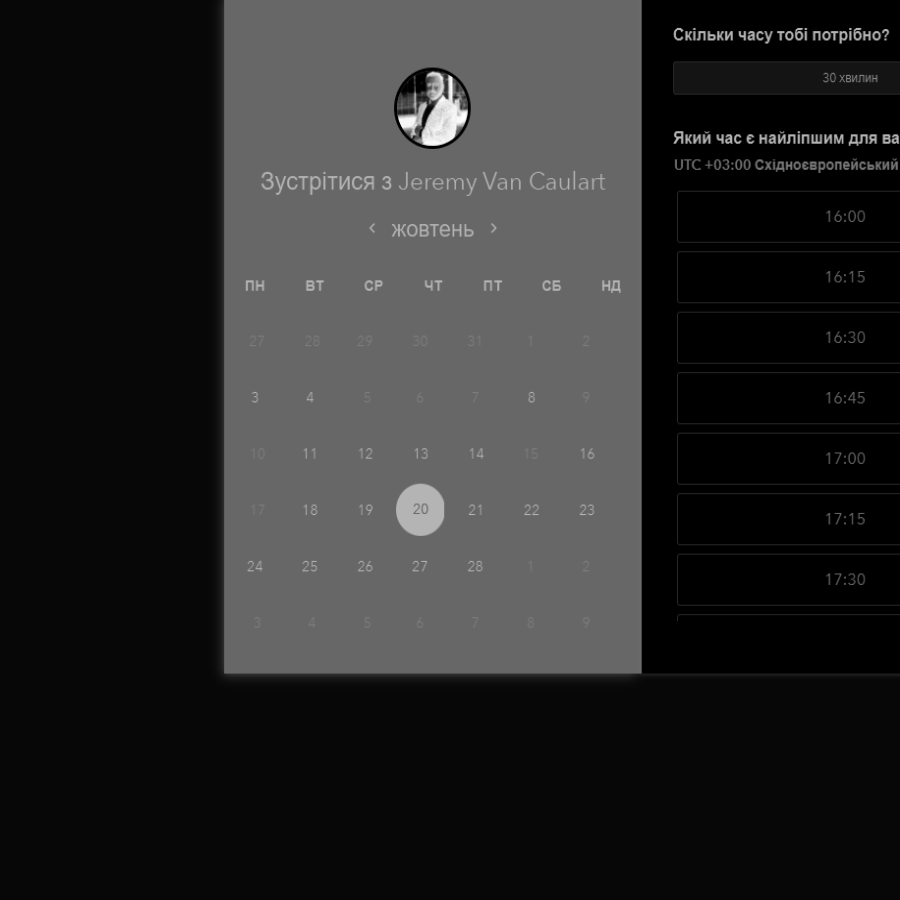 Зустрітися з Jeremy Van Caulart
жовтень
ПН ВТ СР ЧТ ПТ СБ НД
27 28 29 30 31 1 2
3 4 5 6 7 8 9
10 11 12 13 14 15 16
17 18 19 20 21 22 23
24 25 26 27 28 1 2
3 4 5 6 7 8 9
Скільки часу тобі потрібно?
30 хвилин
Який час є найліпшим для ва
UTC +03:00 Східноєвропейський
16:00
16:15
16:30
16:45
17:00
17:15
17:30